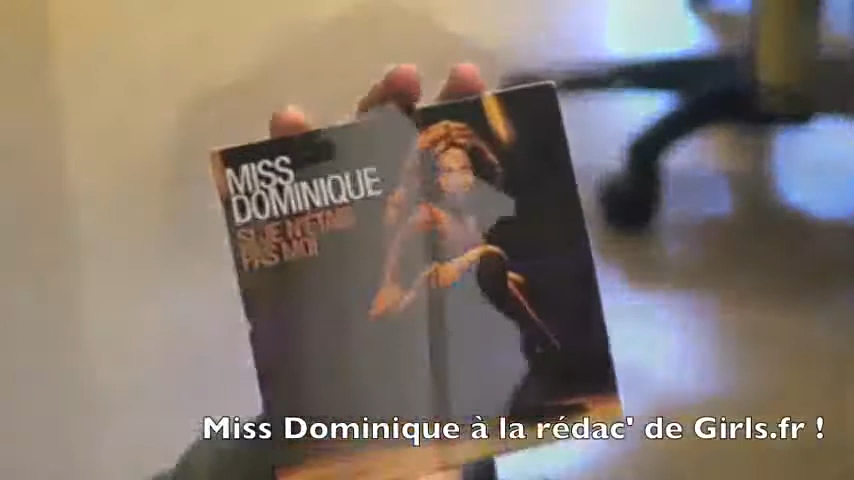 MISS
DOMINIQUE
SI JE N'ÉTAIS
PAS MOI
Miss Dominique à la rédac' de Girls.fr !